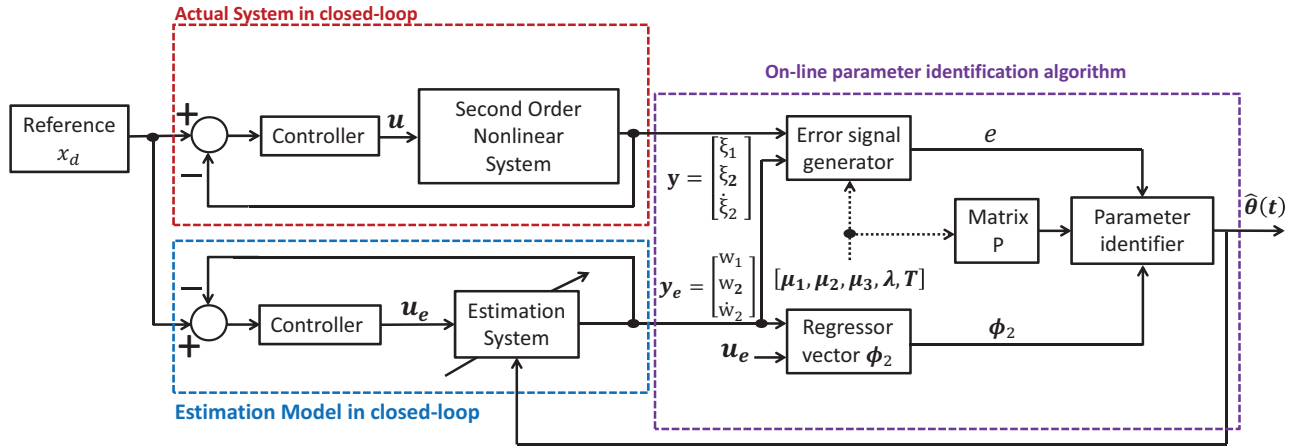 Actual System in closed-loop
On-line parameter identification algorithm
Reference
x_d
+
−
Controller
u
Second Order
Nonlinear
System
y = [ξ₁ ξ₂ ξ̇₂]
Error signal
generator
e
Matrix
P
Parameter
identifier
θ̂(t)
[μ₁, μ₂, μ₃, λ, T]
−
+
Controller
u_e
Estimation
System
y_e = [w₁ w₂ ẇ₂]
u_e
Regressor
vector ϕ₂
ϕ₂
Estimation Model in closed-loop